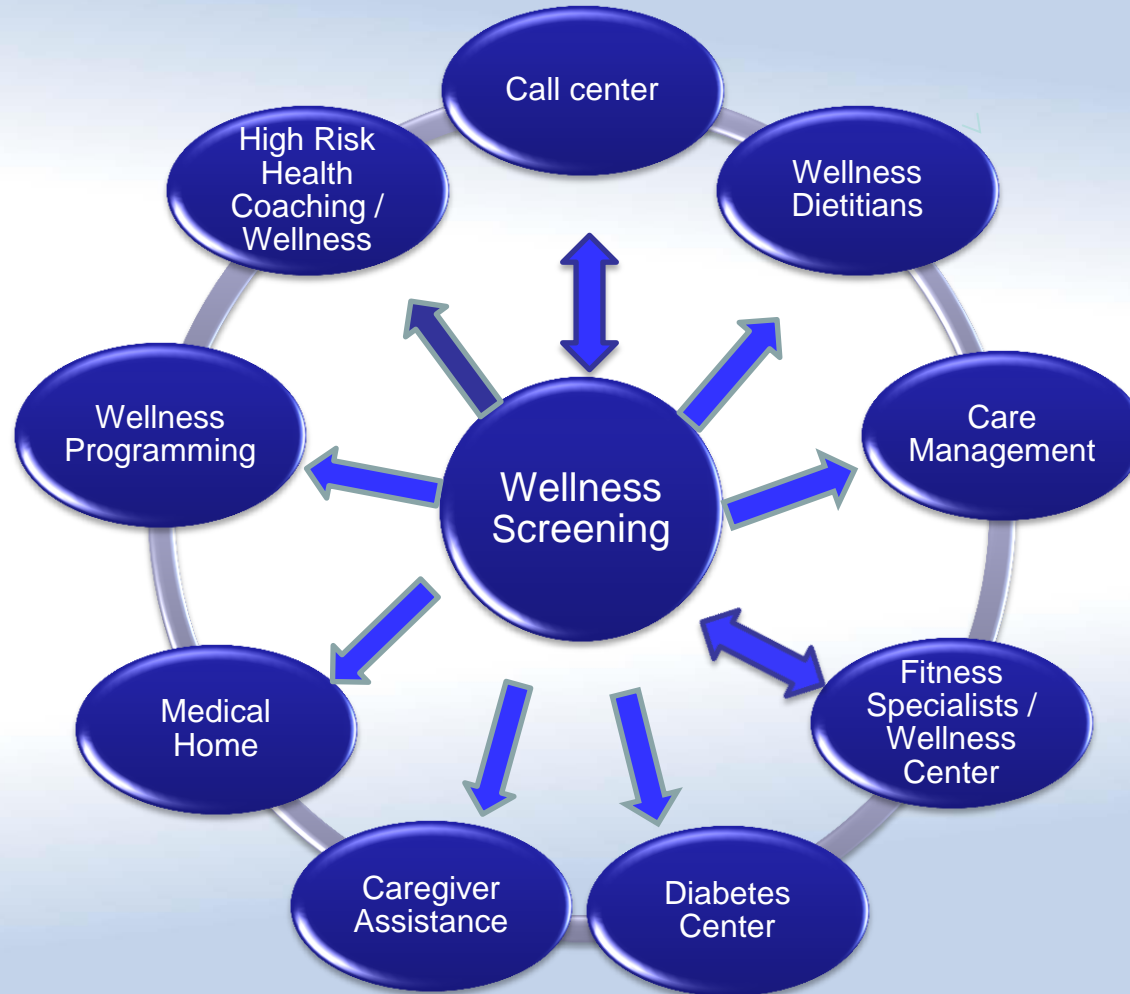 Call center
High Risk
Health
Coaching /
Wellness
Wellness
Dietitians
Wellness
Programming
Care
Management
Wellness
Screening
Medical
Home
Fitness
Specialists /
Wellness
Center
Caregiver
Assistance
Diabetes
Center